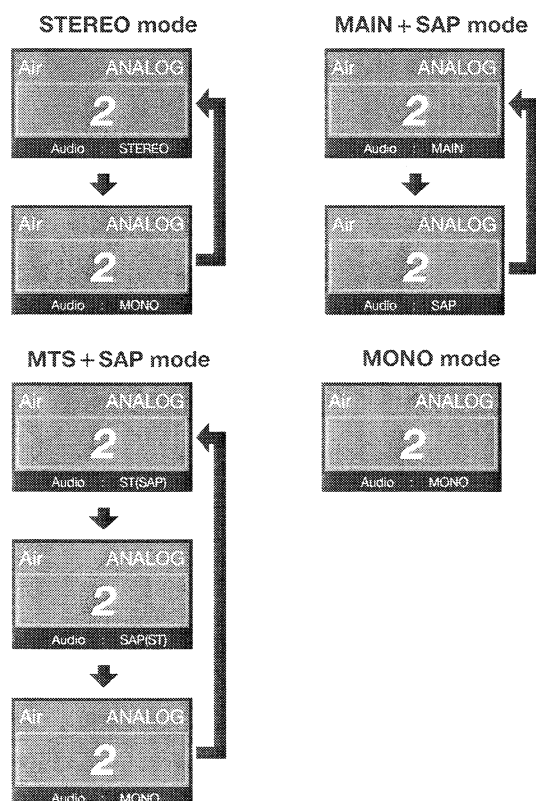 STEREO mode
Air ANALOG
2
Audio : STEREO
Air ANALOG
2
Audio : MONO
MAIN + SAP mode
Air ANALOG
2
Audio : MAIN
Air ANALOG
2
Audio : SAP
MTS + SAP mode
Air ANALOG
2
Audio : ST(SAP)
Air ANALOG
2
Audio : SAP(ST)
Air ANALOG
2
Audio : MONO
MONO mode
Air ANALOG
2
Audio : MONO